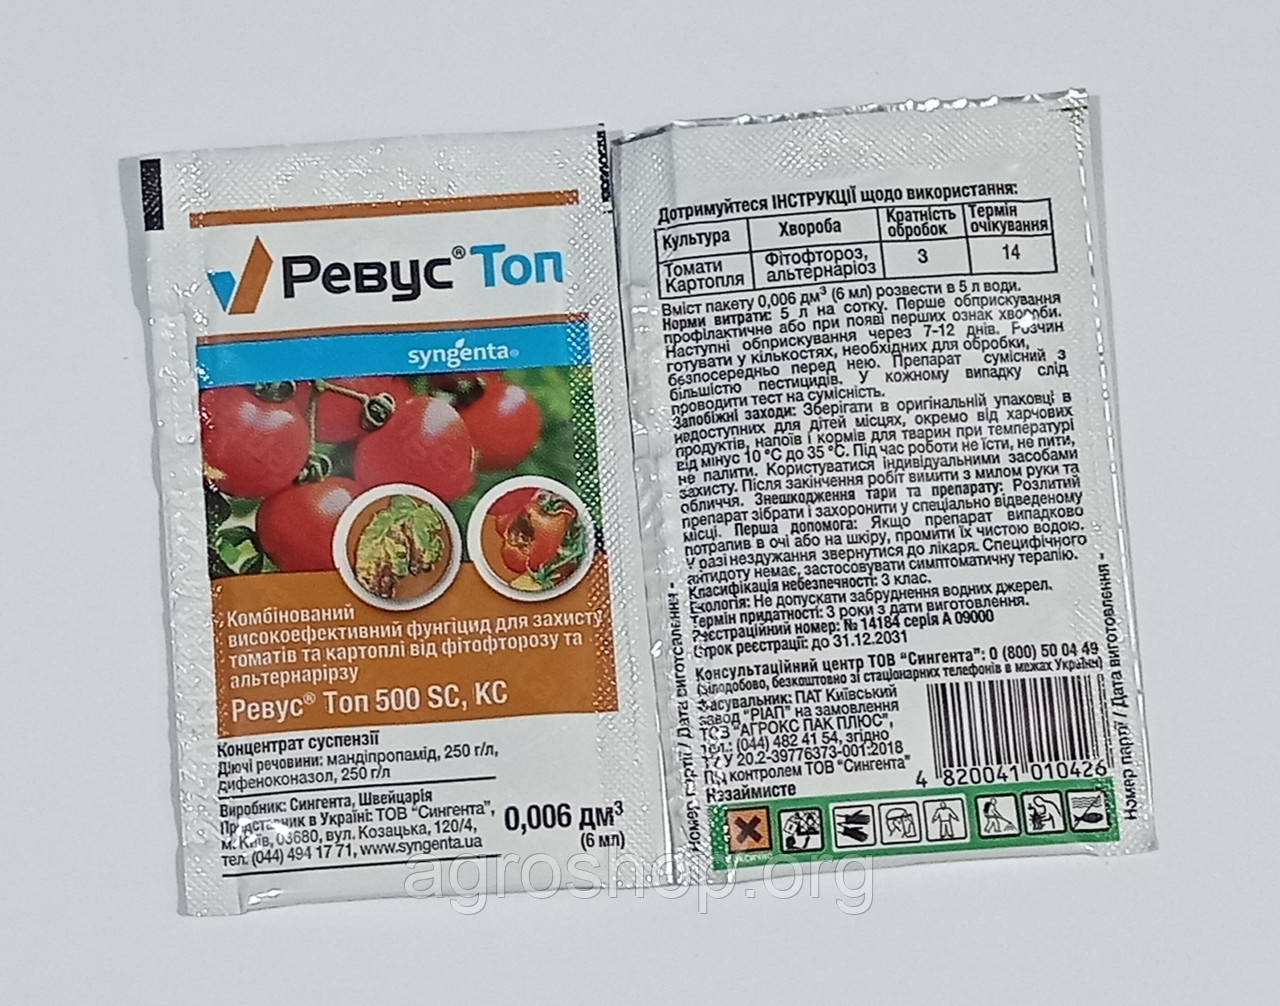 Ревус® Топ
syngenta®
Комбінований
високоефективний фунгіцид для захисту
томатів та картоплі від фітофторозу та
альтернарірзу
Ревус® Топ 500 SC, КС
Концентрат суспензії
Діючі речовини: мандіпропамід, 250 г/л,
дифеноконазол, 250 г/л
Виробник: Сингента, Швейцарія
Представник в Україні: ТОВ "Сингента",
м. Київ, 03680, вул. Козацька, 120/4,
тел. (044) 494 17 71, www.syngenta.ua
0,006 дм³
(6 мл)
Дотримуйтеся ІНСТРУКЦІЇ щодо використання:
Культура Хвороба Кратність обробок Термін очікування
Томати Картопля Фітофтороз, альтернаріоз 3 14
Вміст пакету 0,006 дм³ (6 мл) розвести в 5 л води.
Норми витрати: 5 л на сотку. Перше обприскування
профілактичне або при появі перших ознак хвороби.
Наступні обприскування через 7-12 днів. Розчин
готувати у кількостях, необхідних для обробки,
безпосередньо перед нею. Препарат сумісний з
більшістю пестицидів. У кожному випадку слід
проводити тест на сумісність.
Запобіжні заходи: Зберігати в оригінальній упаковці в
недоступних для дітей місцях, окремо від харчових
продуктів, напоїв і кормів для тварин при температурі
від мінус 10 °С до 35 °С. Під час роботи не їсти, не пити,
не палити. Користуватися індивідуальними засобами
захисту. Після закінчення робіт вимити з милом руки та
обличчя. Знешкодження тари та препарату: Розлитий
препарат зібрати і захоронити у спеціально відведеному
місці. Перша допомога: Якщо препарат випадково
потрапив в очі або на шкіру, промити їх чистою водою.
У разі нездужання звернутися до лікаря. Специфічного
антидоту немає, застосовувати симптоматичну терапію.
Класифікація небезпечності: 3 клас.
Екологія: Не допускати забруднення водних джерел.
Термін придатності: 3 роки з дати виготовлення.
Реєстраційний номер: № 14184 серія А 09000
Строк реєстрації: до 31.12.2031
Консультаційний центр ТОВ "Сингента": 0 (800) 50 04 49
(цілодобово, безкоштовно зі стаціонарних телефонів в межах України)
Фасувальник: ПАТ Київський
завод "РІАП" на замовлення
ТОВ "АГРОКС ПАК ПЛЮС",
тел.: (044) 482 41 54, згідно
ТУ У 20.2-39776373-001:2018
Під контролем ТОВ "Сингента"
Незаймисте
4 820041 010426
Номер партії / Дата виготовлення -
Номер партії / Дата виготовлення -
agroshop.org